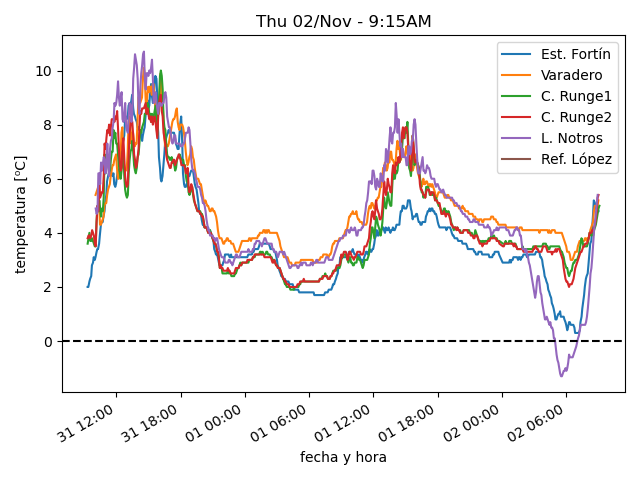 Thu 02/Nov - 9:15AM
temperatura [ºC]
10
8
6
4
2
0
Est. Fortín
Varadero
C. Runge1
C. Runge2
L. Notros
Ref. López
31 12:00
31 18:00
01 00:00
01 06:00
01 12:00
01 18:00
02 00:00
02 06:00
fecha y hora